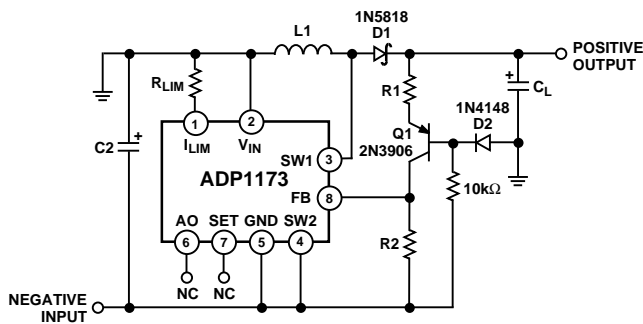 1N5818
D1
L1
POSITIVE
OUTPUT
RLIM
R1
+
CL
1N4148
D2
1
ILIM
2
VIN
Q1
2N3906
C2
+
SW1
3
ADP1173
FB
8
10kΩ
AO
SET
GND
SW2
6
7
5
4
R2
NC
NC
NEGATIVE
INPUT